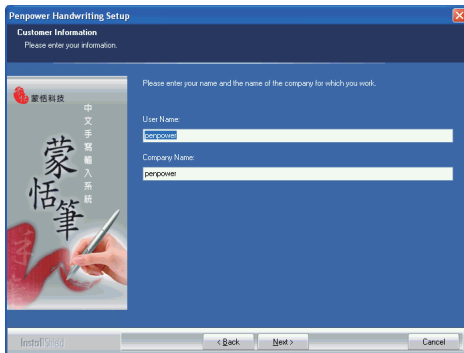 Penpower Handwriting Setup
Customer Information
Please enter your information.
Please enter your name and the name of the company for which you work.
蒙恬科技
中文手寫輸入系統
蒙恬筆
User Name:
penpower
Company Name:
penpower
InstallShield
< Back
Next >
Cancel